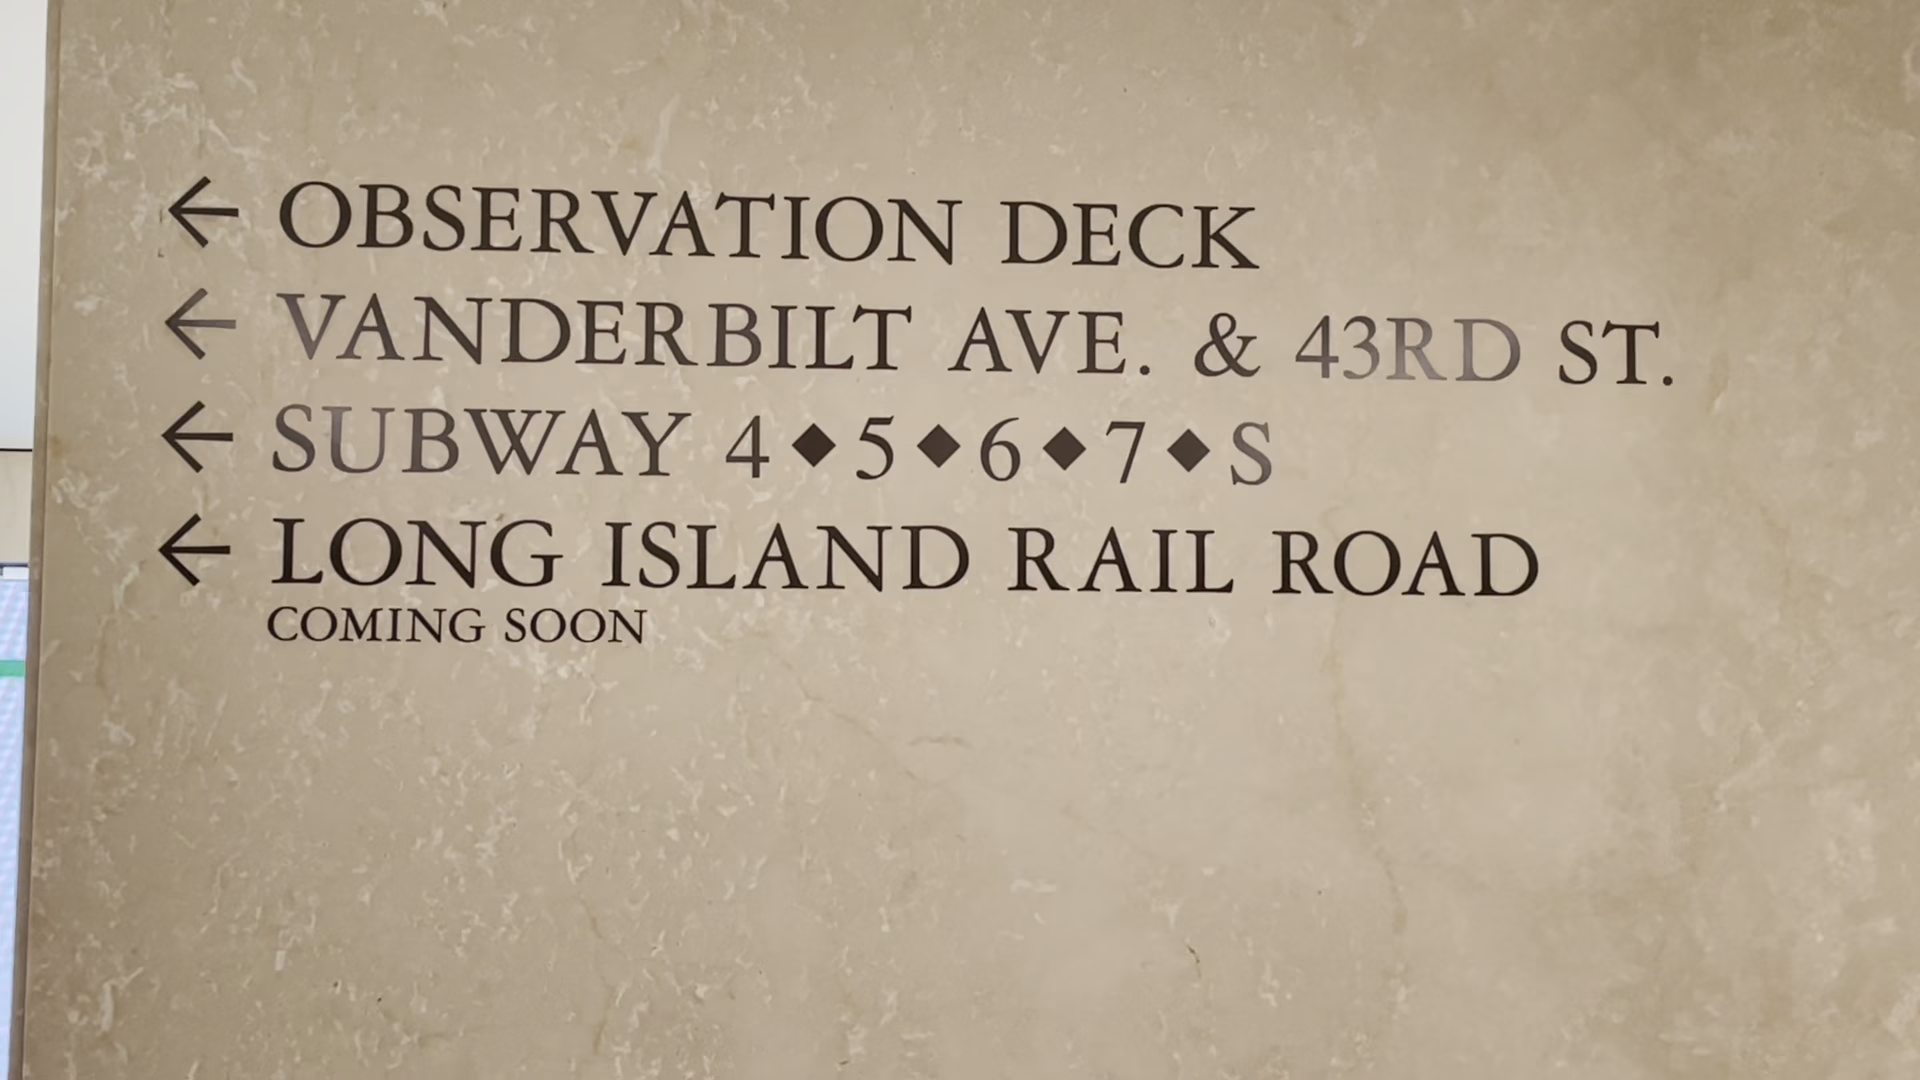 ← OBSERVATION DECK
← VANDERBILT AVE. & 43RD ST.
← SUBWAY 4◆5◆6◆7◆S
← LONG ISLAND RAIL ROAD
COMING SOON